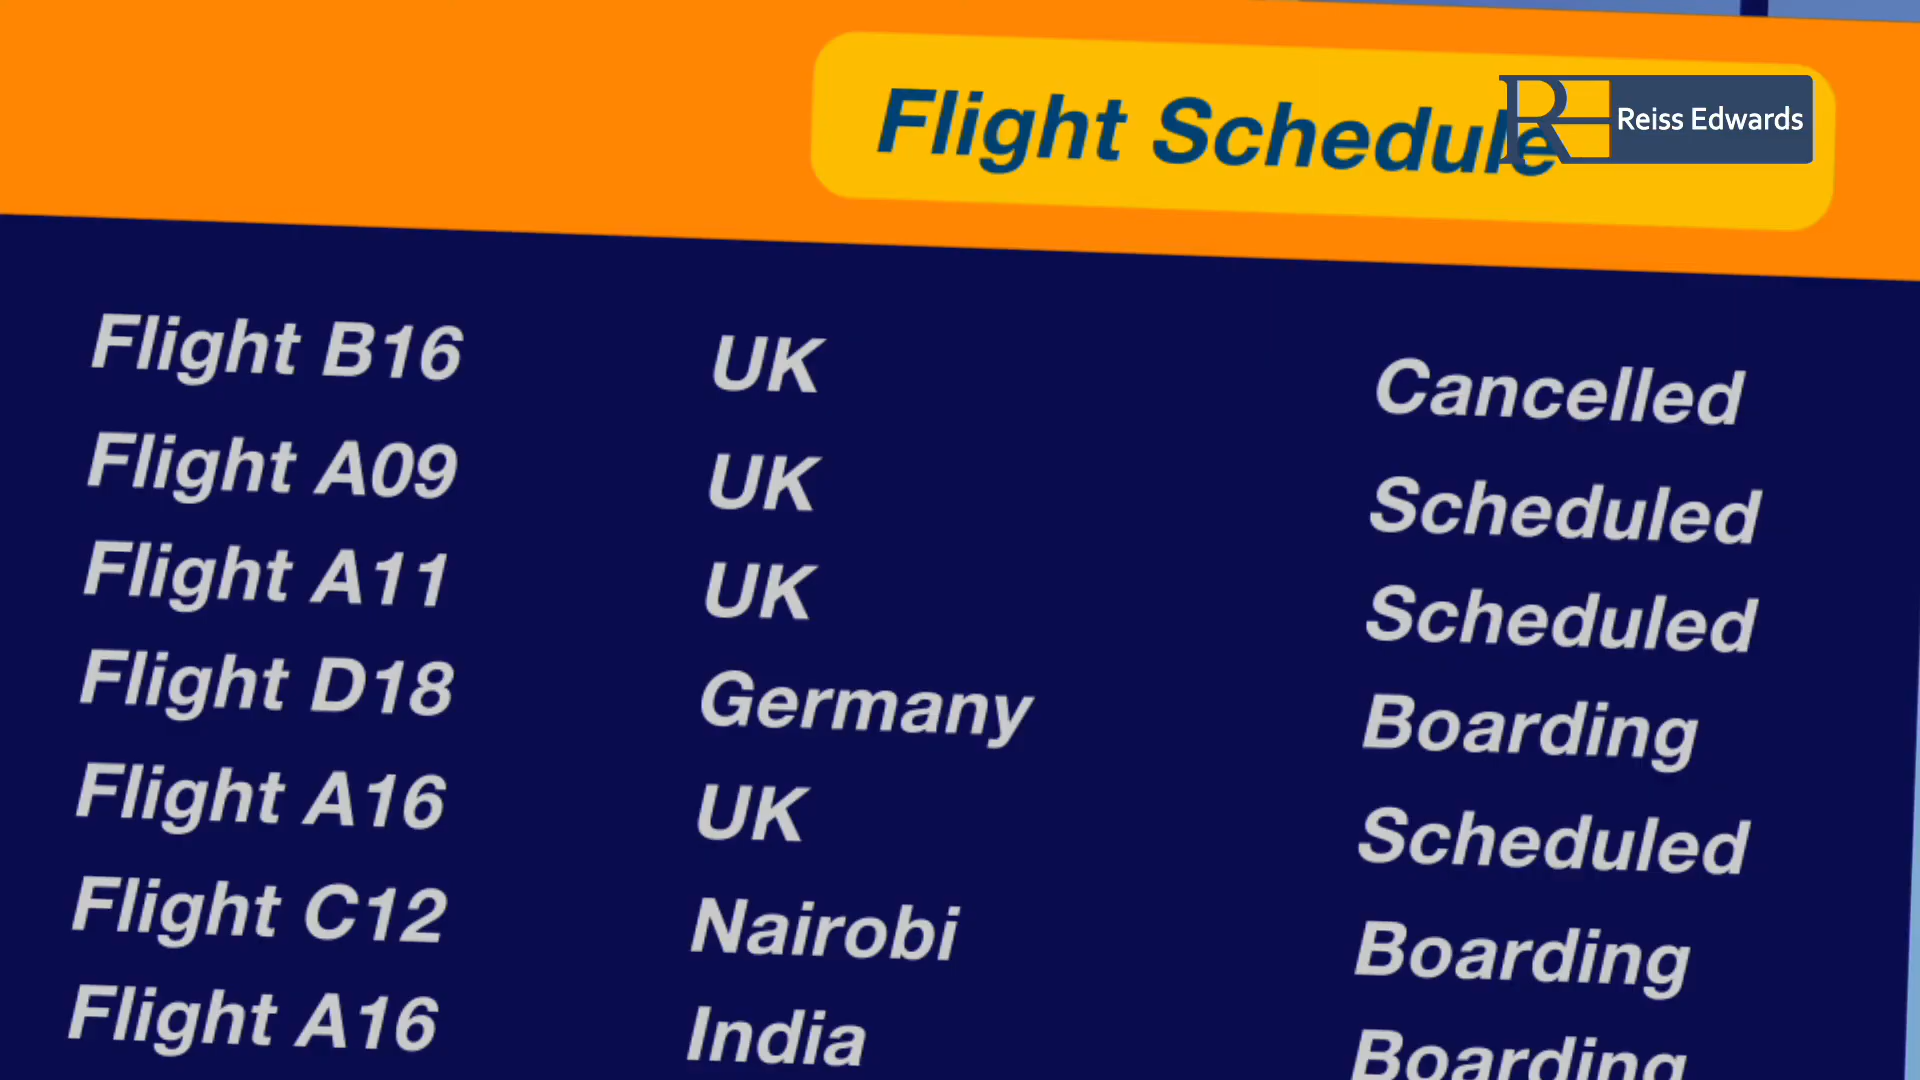 Flight Schedule
Reiss Edwards
Flight B16 UK Cancelled
Flight A09 UK Scheduled
Flight A11 UK Scheduled
Flight D18 Germany Boarding
Flight A16 UK Scheduled
Flight C12 Nairobi Boarding
Flight A16 India Boarding